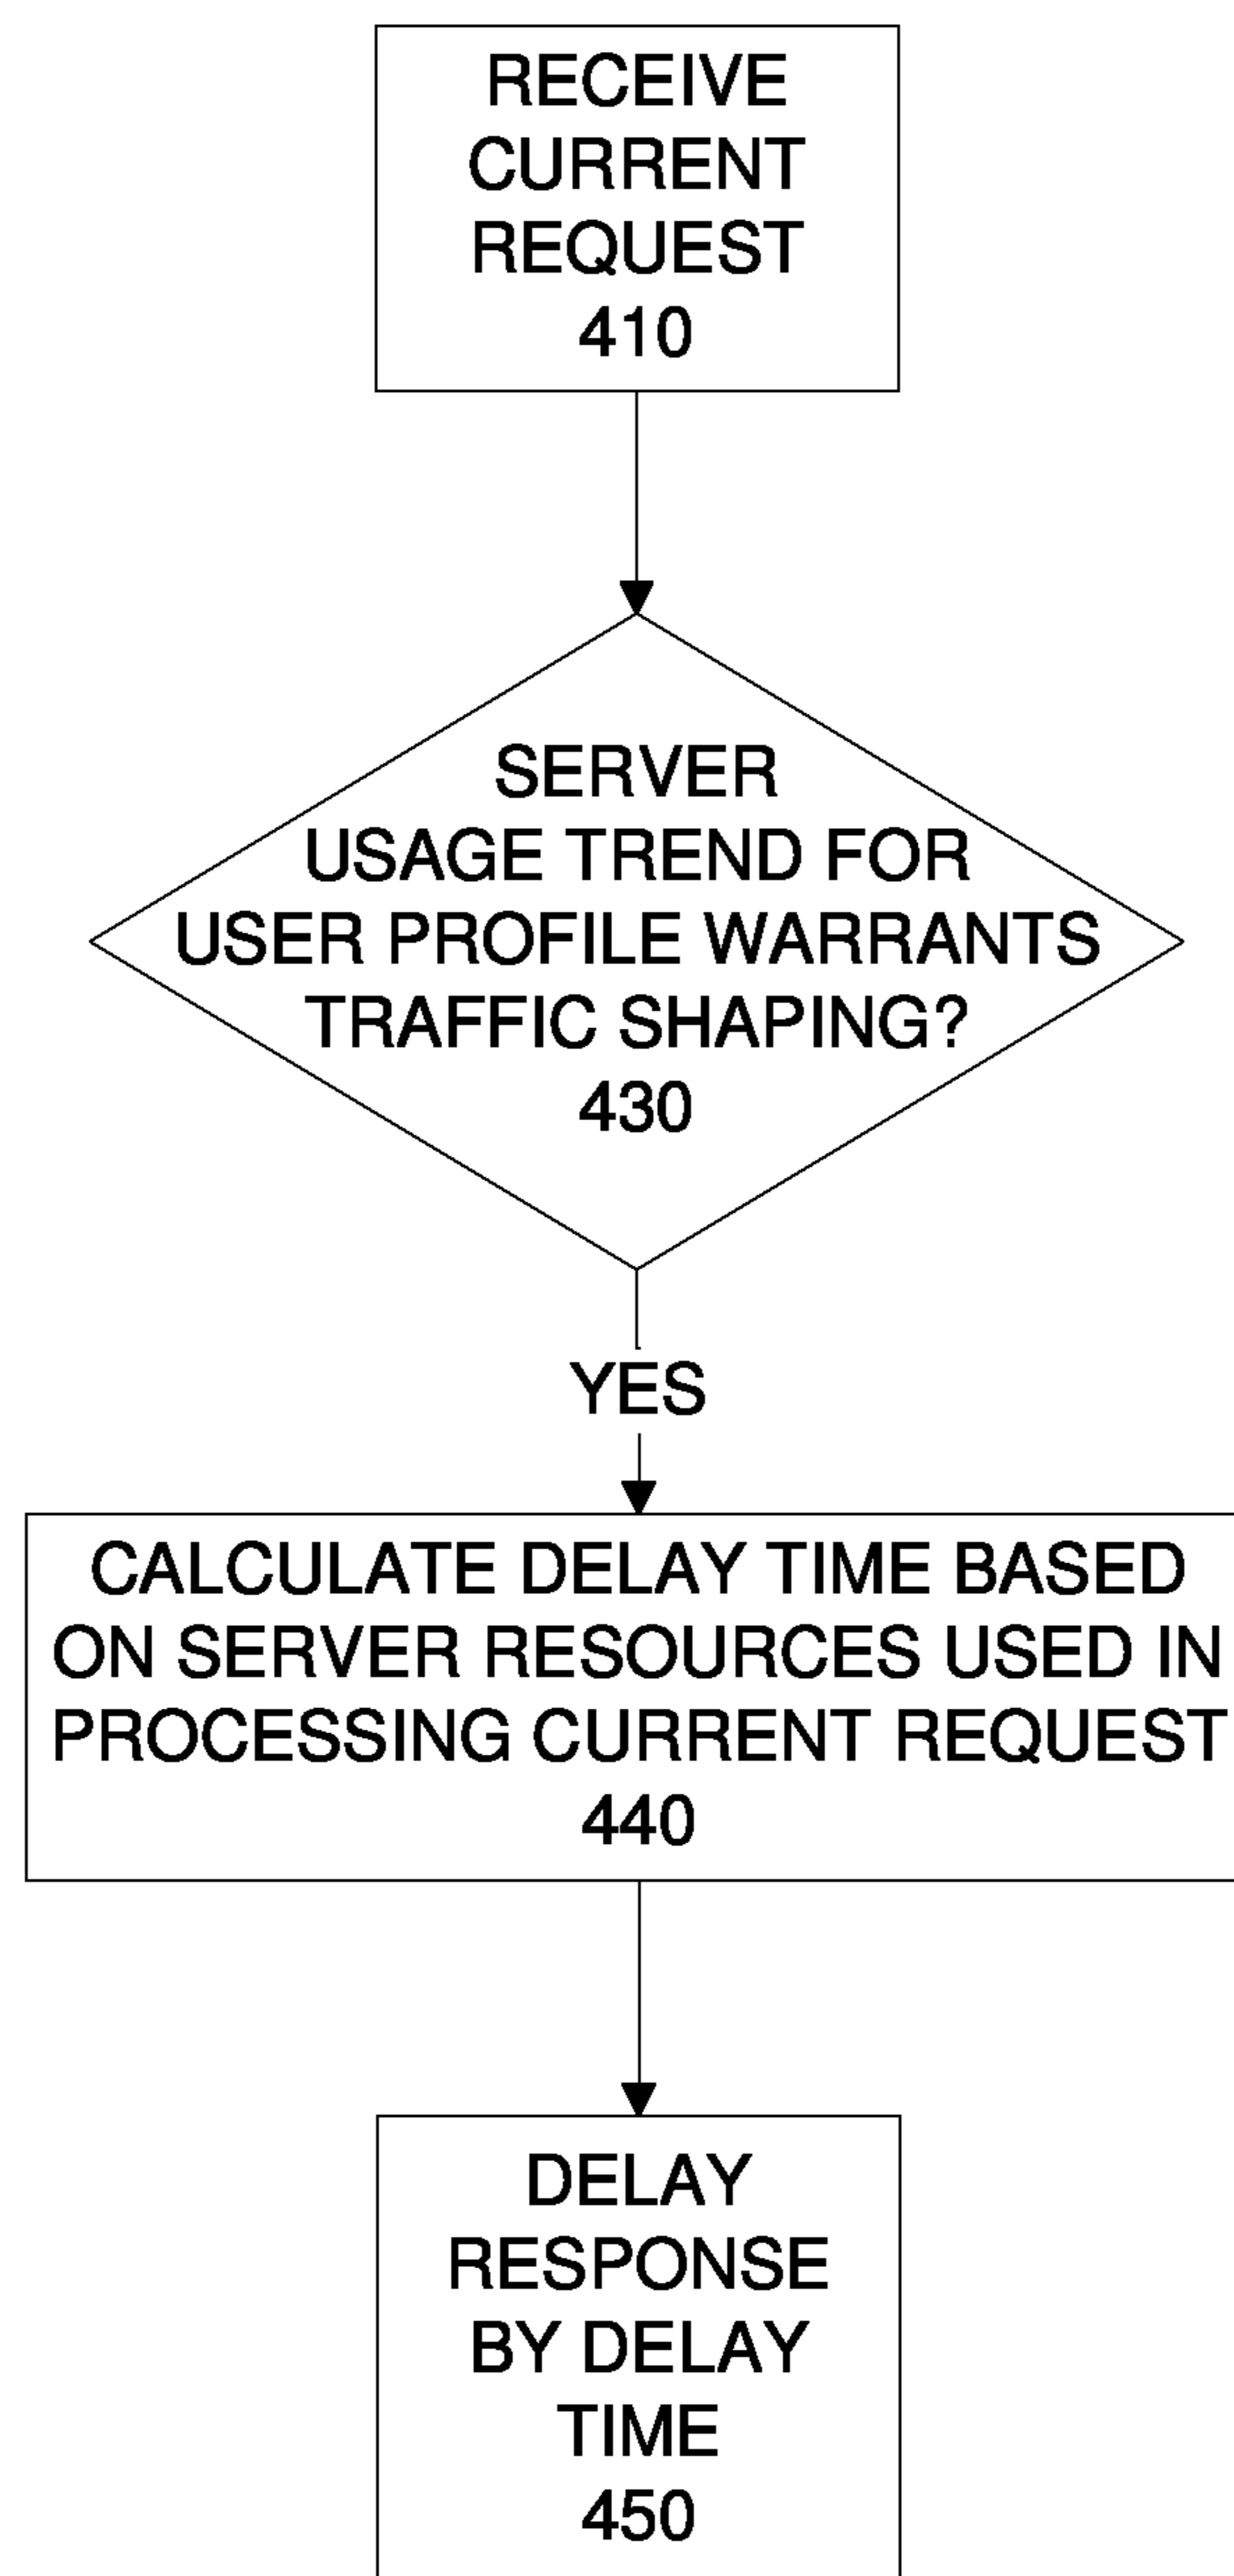 RECEIVE
CURRENT
REQUEST
410
SERVER
USAGE TREND FOR
USER PROFILE WARRANTS
TRAFFIC SHAPING?
430
YES
CALCULATE DELAY TIME BASED
ON SERVER RESOURCES USED IN
PROCESSING CURRENT REQUEST
440
DELAY
RESPONSE
BY DELAY
TIME
450